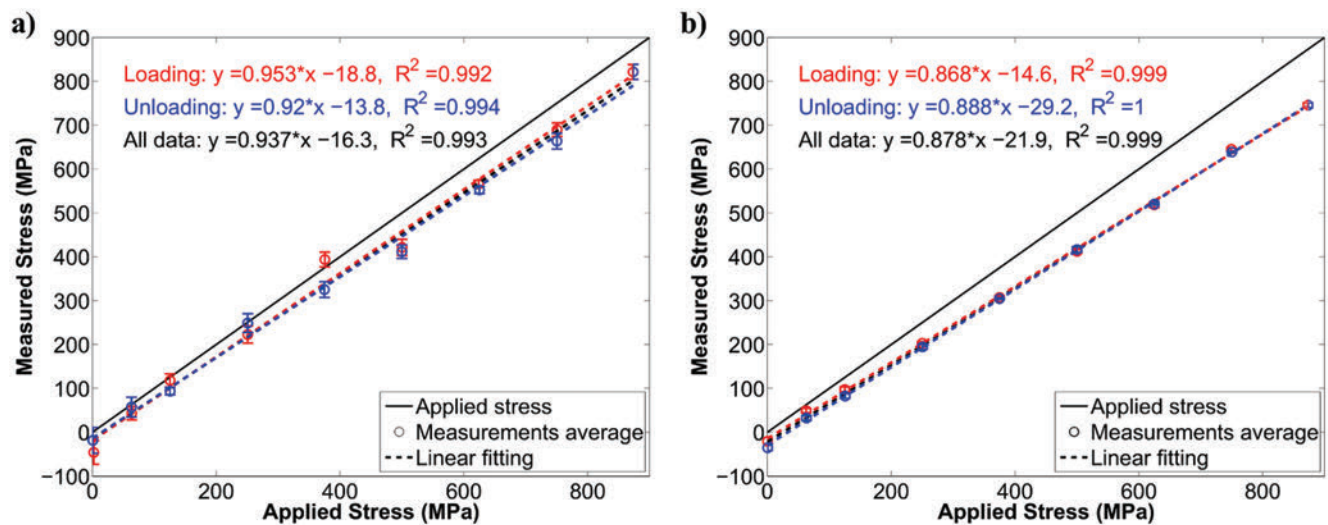 a)
900
800
700
600
500
400
300
200
100
0
−100
Measured Stress (MPa)
Loading: y =0.953*x −18.8, R² =0.992
Unloading: y =0.92*x −13.8, R² =0.994
All data: y =0.937*x −16.3, R² =0.993
Applied stress
Measurements average
Linear fitting
0 200 400 600 800
Applied Stress (MPa)
b)
900
800
700
600
500
400
300
200
100
0
−100
Measured Stress (MPa)
Loading: y =0.868*x −14.6, R² =0.999
Unloading: y =0.888*x −29.2, R² =1
All data: y =0.878*x −21.9, R² =0.999
Applied stress
Measurements average
Linear fitting
0 200 400 600 800
Applied Stress (MPa)